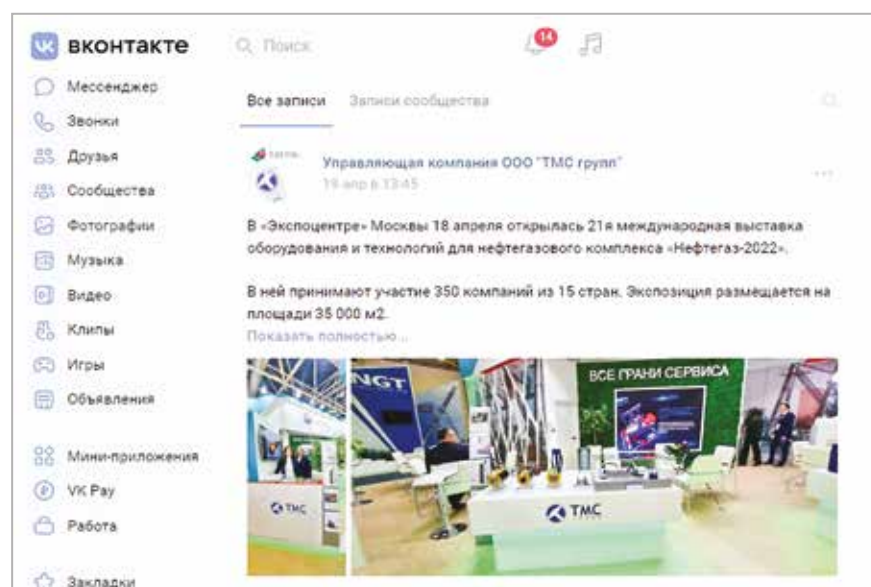 вконтакте
Поиск
14
Мессенджер
Звонки
Друзья
Сообщества
Фотографии
Музыка
Видео
Клипы
Игры
Объявления
Мини-приложения
VK Pay
Работа
Закладки
Все записи Записи сообщества
Управляющая компания ООО "ТМС групп"
19 апр в 13:45
В «Экспоцентре» Москвы 18 апреля открылась 21я международная выставка
оборудования и технологий для нефтегазового комплекса «Нефтегаз-2022».
В ней принимают участие 350 компаний из 15 стран. Экспозиция размещается на
площади 35 000 м2.
Показать полностью...
ТМС
NGT
ВСЕ ГРАНИ СЕРВИСА
ТМС